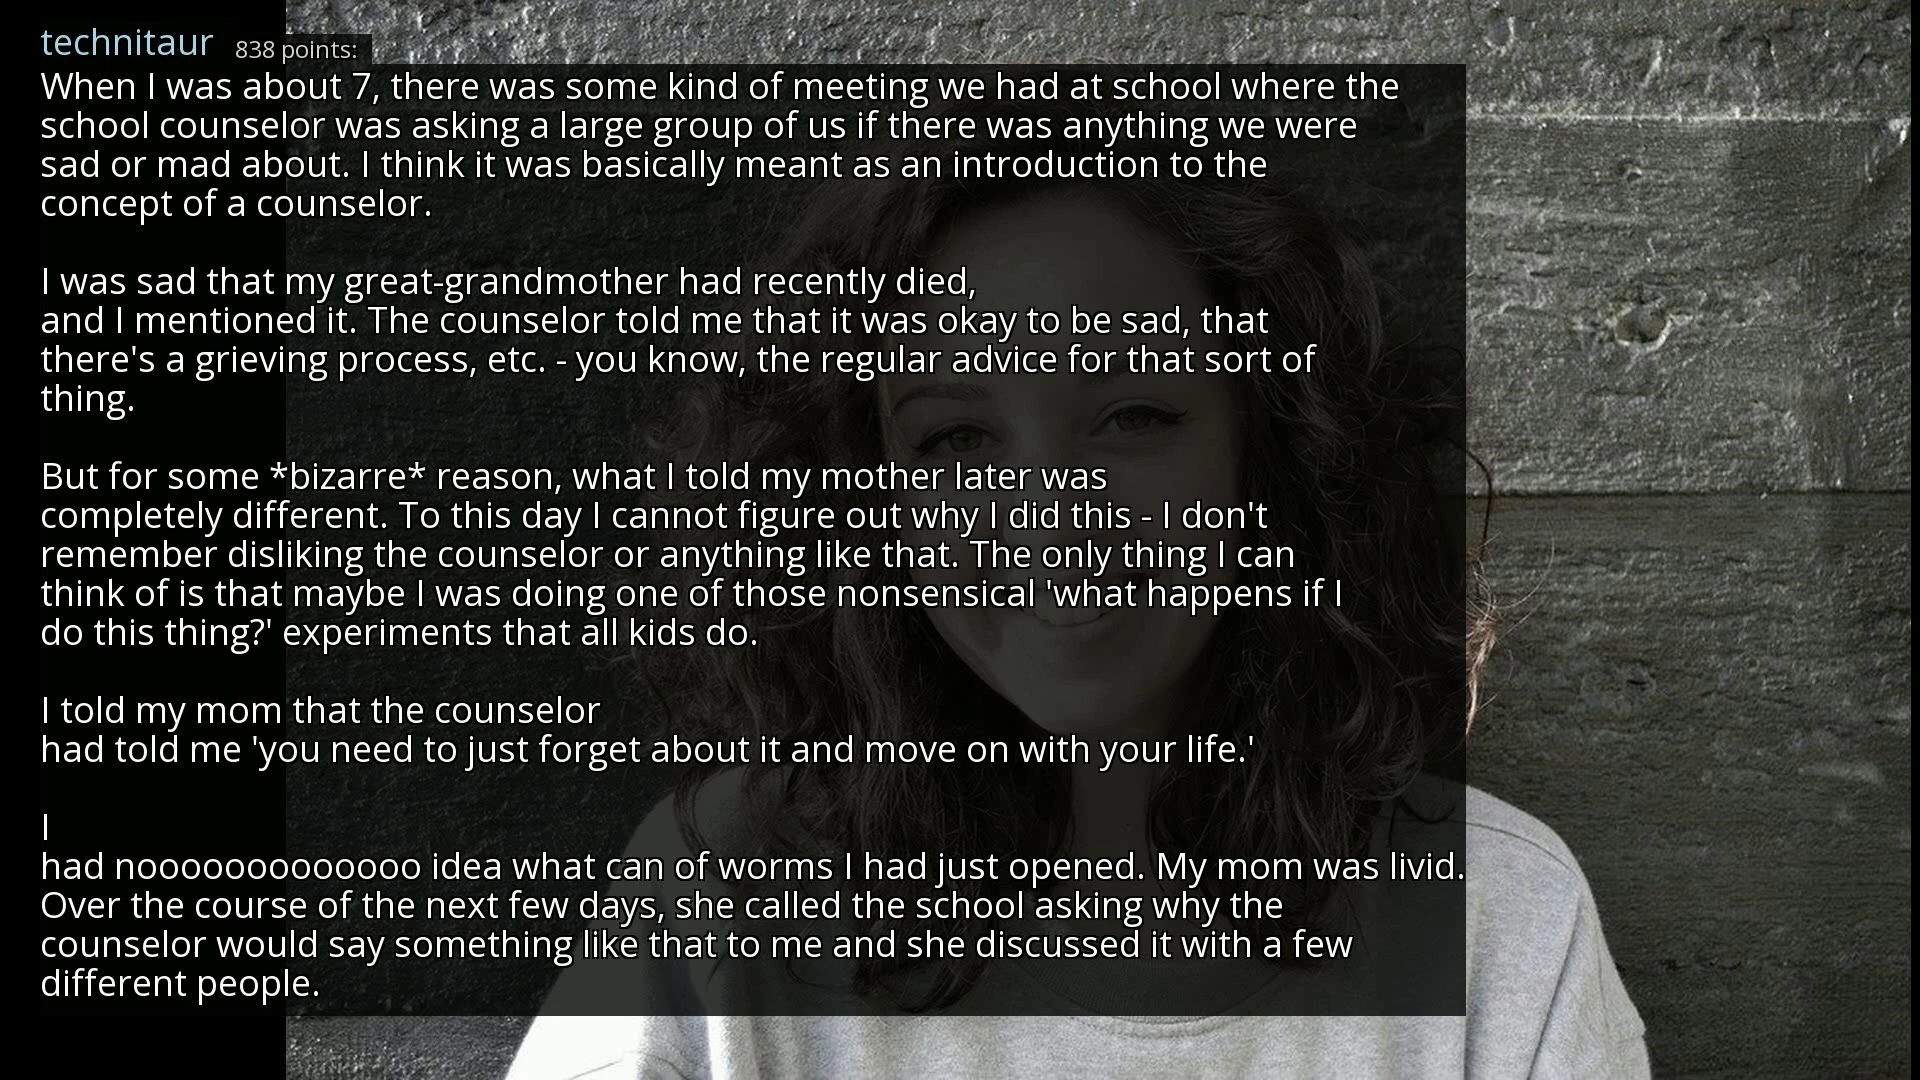 technitaur 838 points:
When I was about 7, there was some kind of meeting we had at school where the
school counselor was asking a large group of us if there was anything we were
sad or mad about. I think it was basically meant as an introduction to the
concept of a counselor.
I was sad that my great-grandmother had recently died,
and I mentioned it. The counselor told me that it was okay to be sad, that
there's a grieving process, etc. - you know, the regular advice for that sort of
thing.
But for some *bizarre* reason, what I told my mother later was
completely different. To this day I cannot figure out why I did this - I don't
remember disliking the counselor or anything like that. The only thing I can
think of is that maybe I was doing one of those nonsensical 'what happens if I
do this thing?' experiments that all kids do.
I told my mom that the counselor
had told me 'you need to just forget about it and move on with your life.'
I
had nooooooooooooo idea what can of worms I had just opened. My mom was livid.
Over the course of the next few days, she called the school asking why the
counselor would say something like that to me and she discussed it with a few
different people.